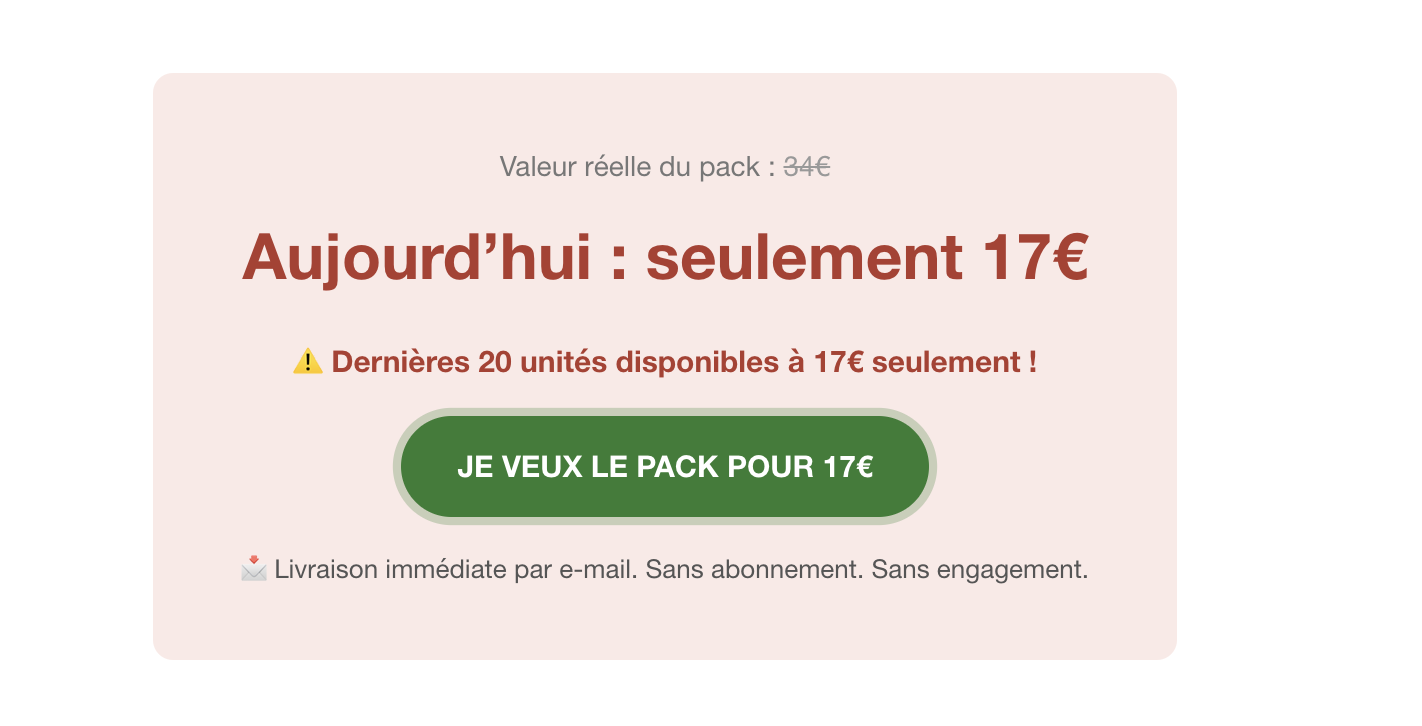 Valeur réelle du pack : 34€
Aujourd’hui : seulement 17€
⚠️ Dernières 20 unités disponibles à 17€ seulement !
JE VEUX LE PACK POUR 17€
📩 Livraison immédiate par e-mail. Sans abonnement. Sans engagement.